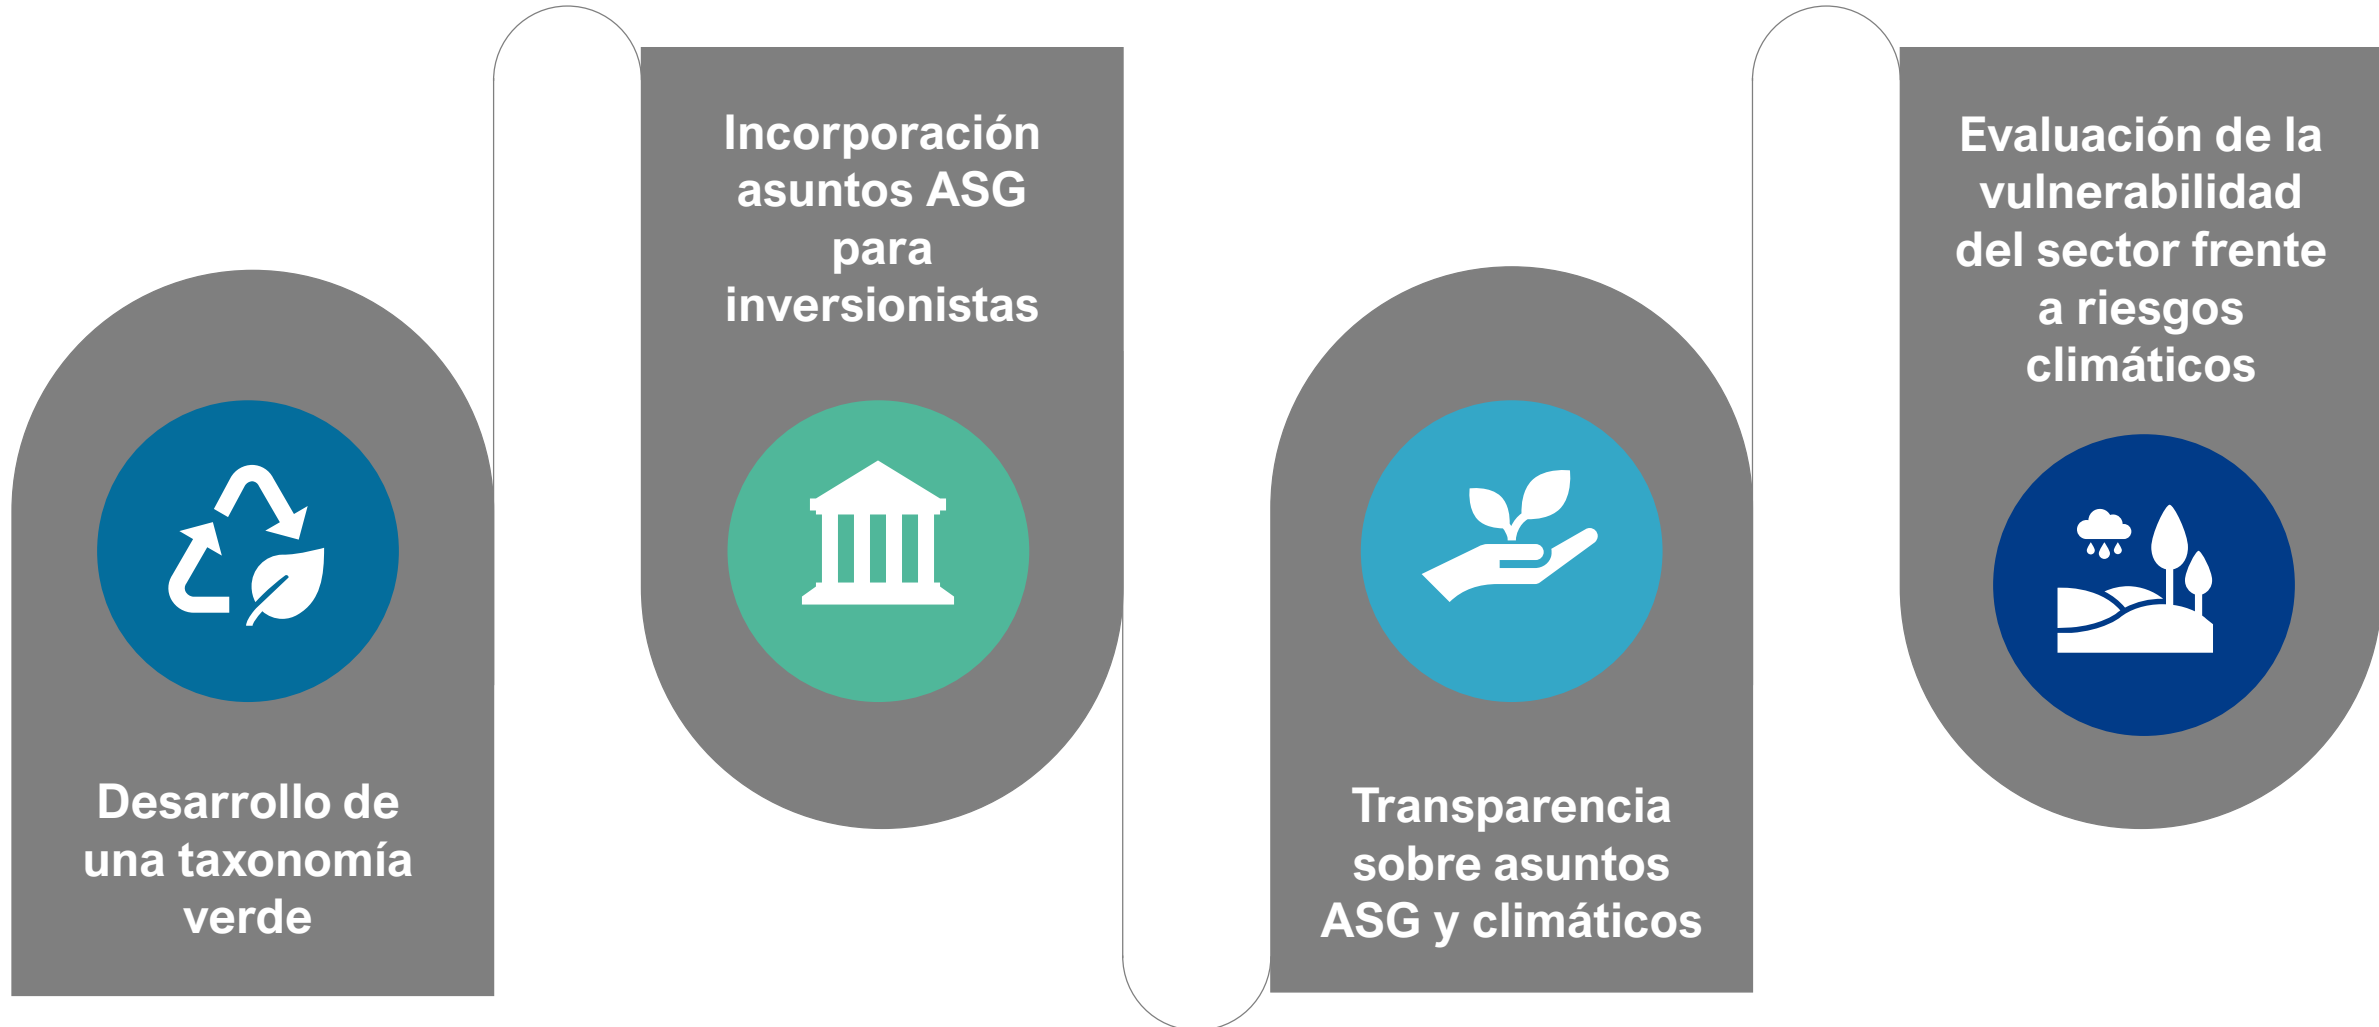 Desarrollo de
una taxonomía
verde
Incorporación
asuntos ASG
para
inversionistas
Transparencia
sobre asuntos
ASG y climáticos
Evaluación de la
vulnerabilidad
del sector frente
a riesgos
climáticos